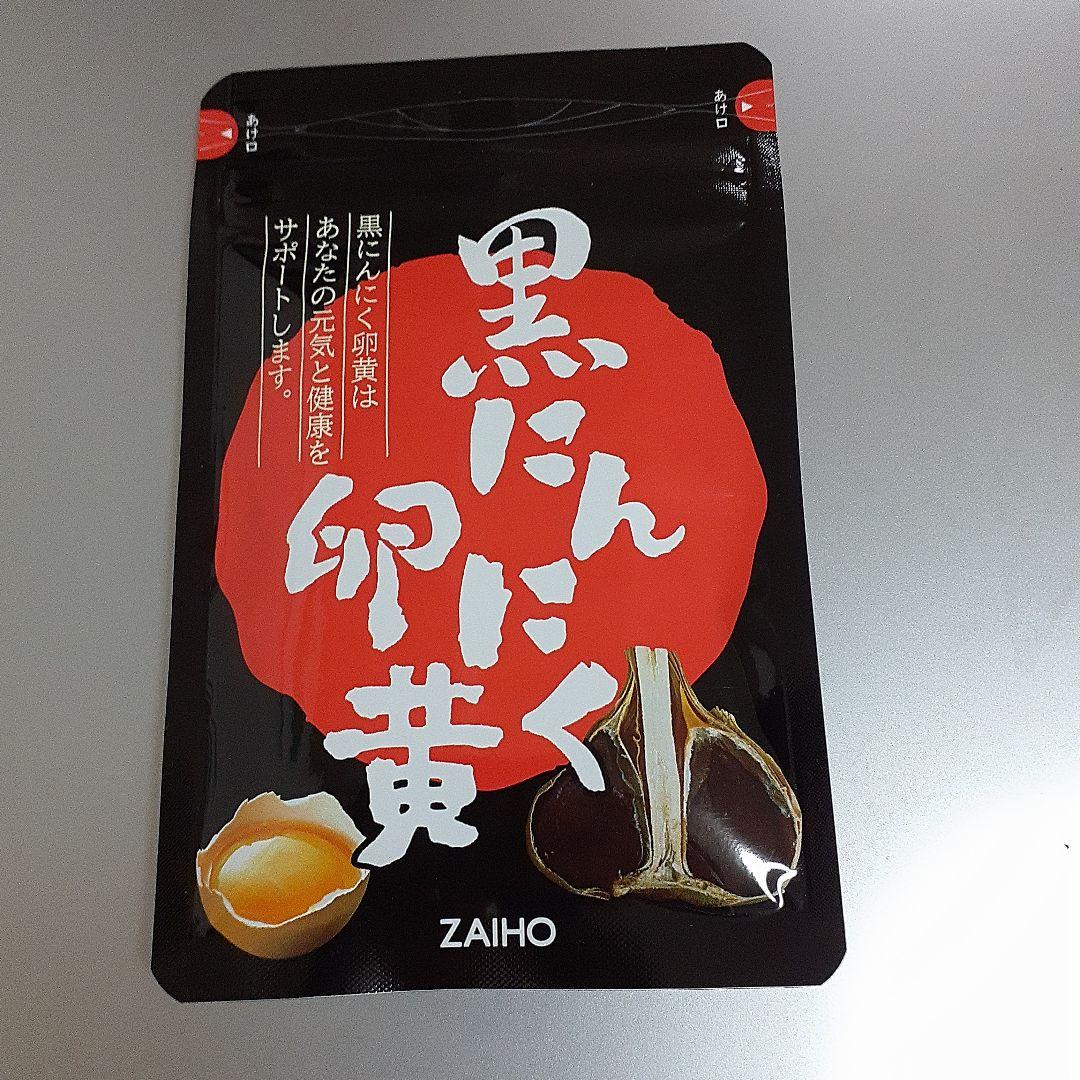 あけ口
あけ口
黒にんにく
卵黄
黒にんにく卵黄は
あなたの元気と健康を
サポートします。
ZAIHO